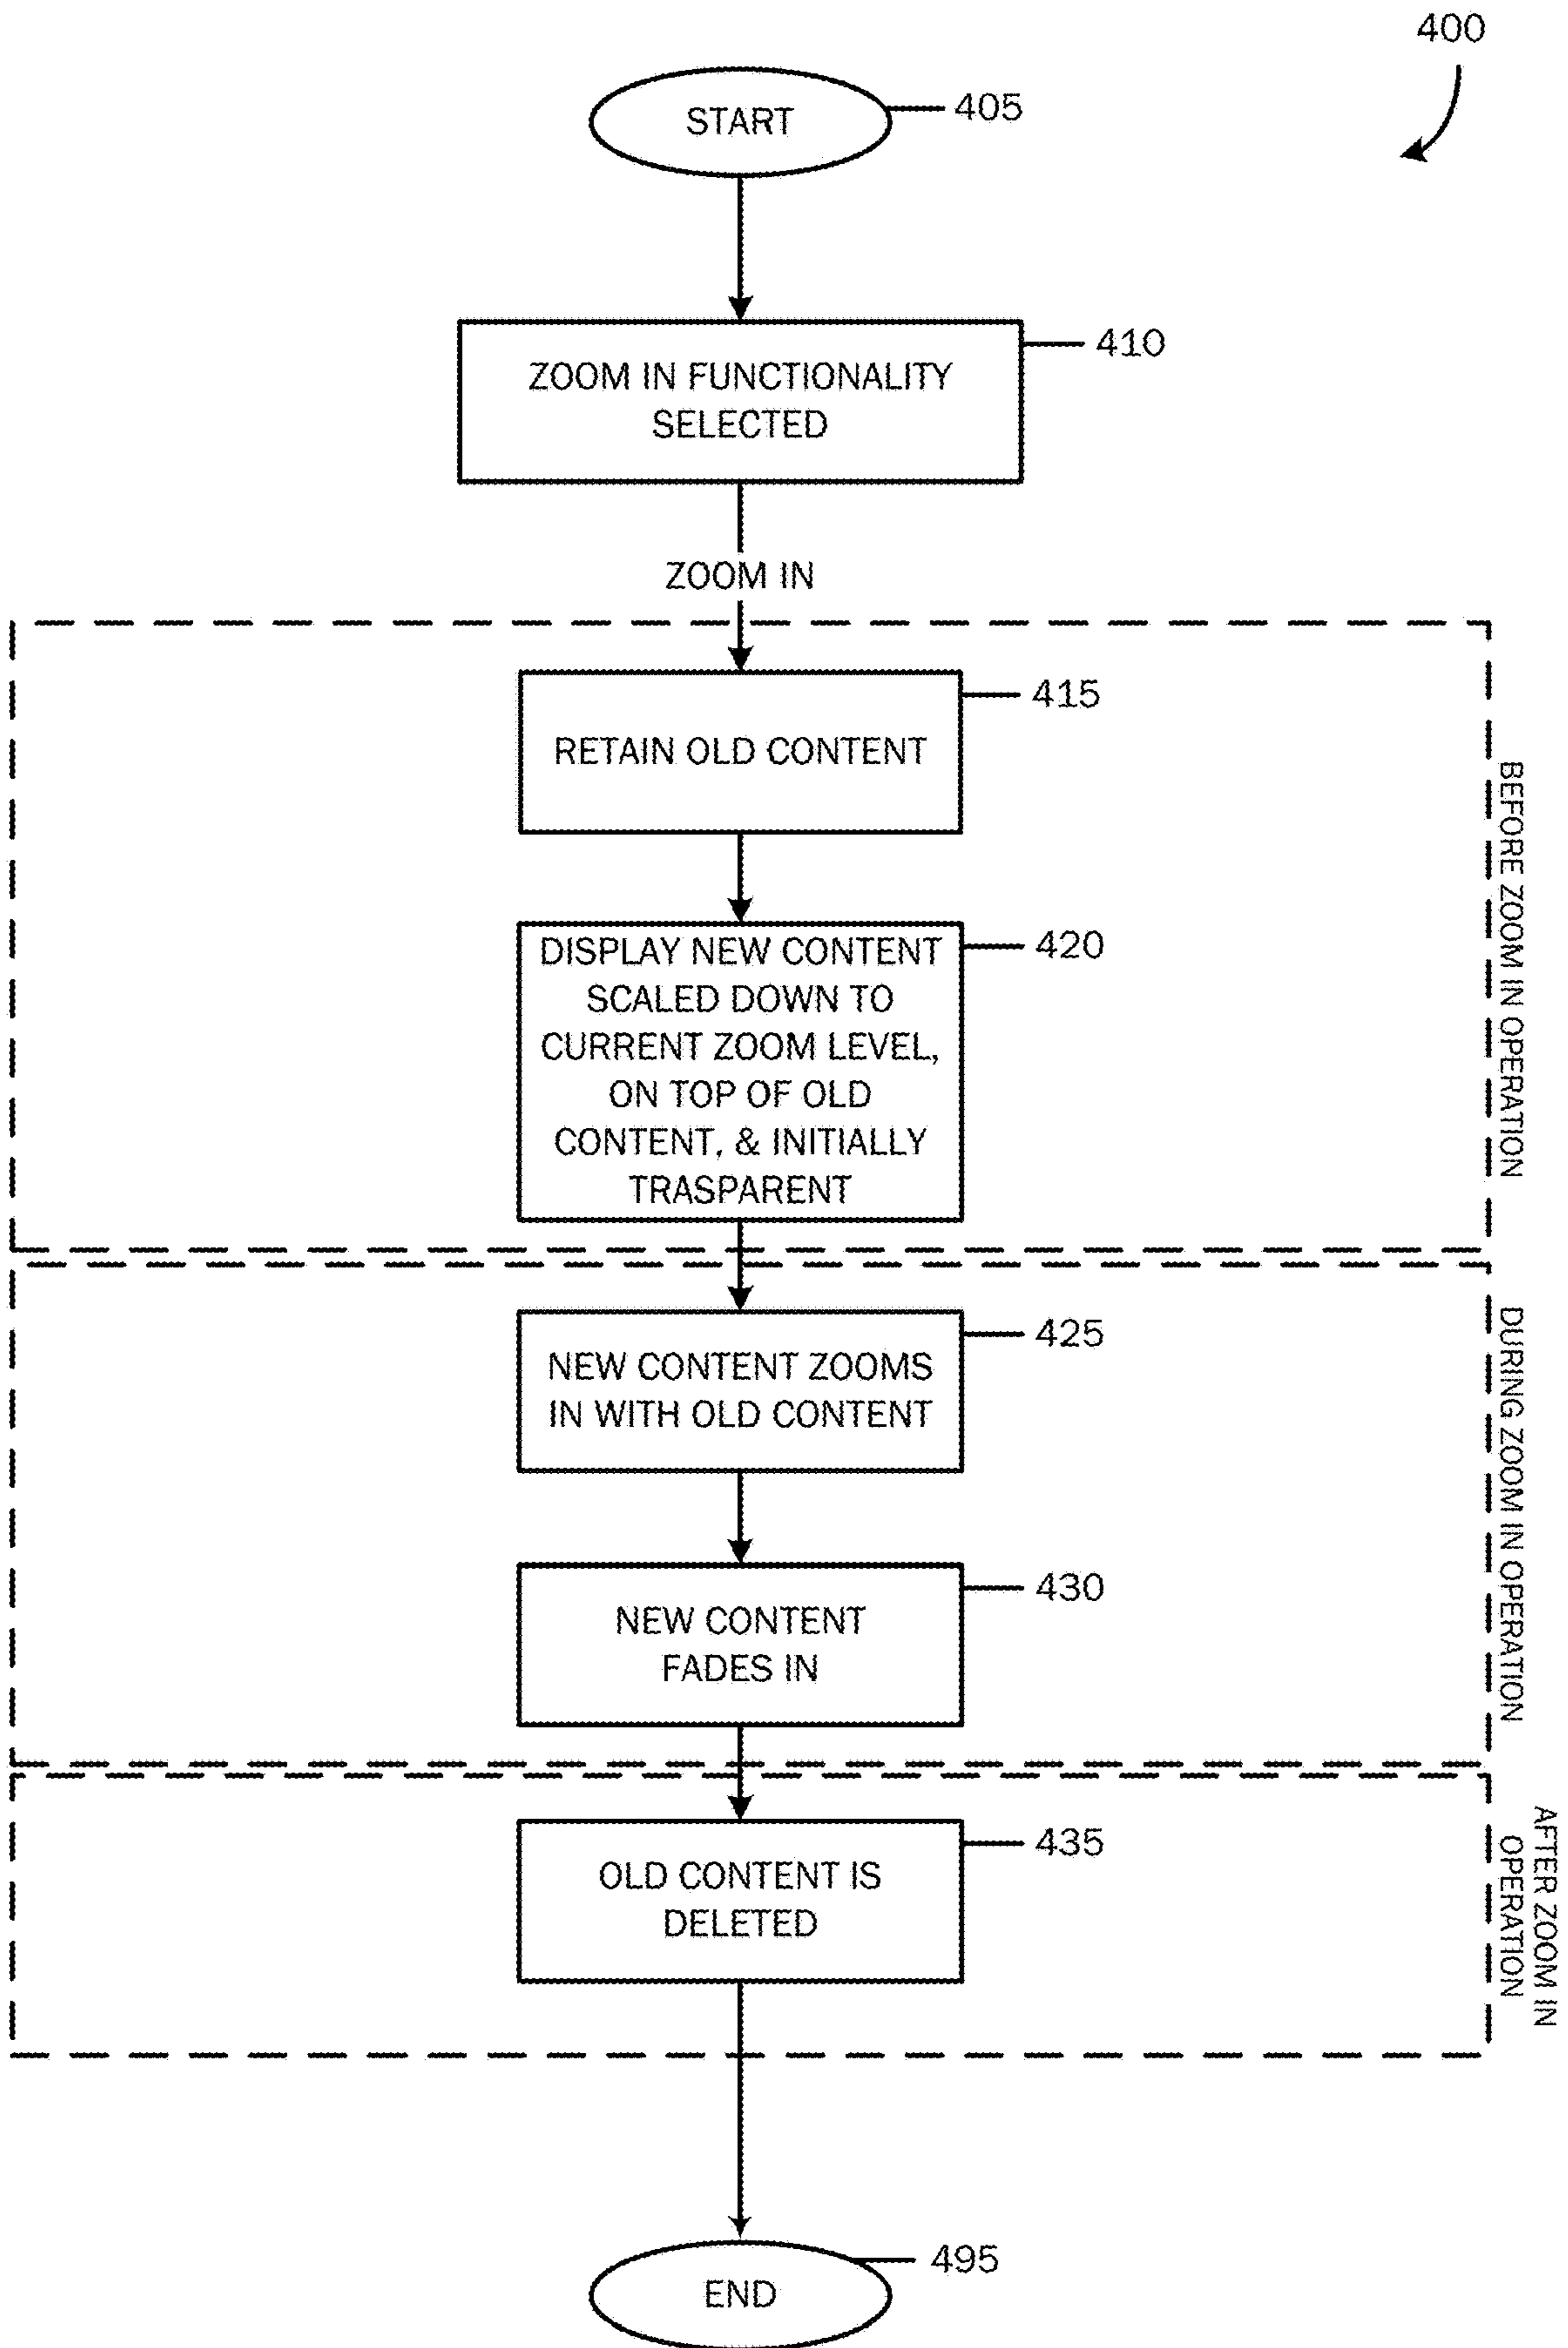 400
START
405
ZOOM IN FUNCTIONALITY
SELECTED
410
ZOOM IN
RETAIN OLD CONTENT
415
BEFORE ZOOM IN OPERATION
DISPLAY NEW CONTENT
SCALED DOWN TO
CURRENT ZOOM LEVEL,
ON TOP OF OLD
CONTENT, & INITIALLY
TRASPARENT
420
NEW CONTENT ZOOMS
IN WITH OLD CONTENT
425
DURING ZOOM IN OPERATION
NEW CONTENT
FADES IN
430
OLD CONTENT IS
DELETED
435
AFTER ZOOM IN
OPERATION
END
495